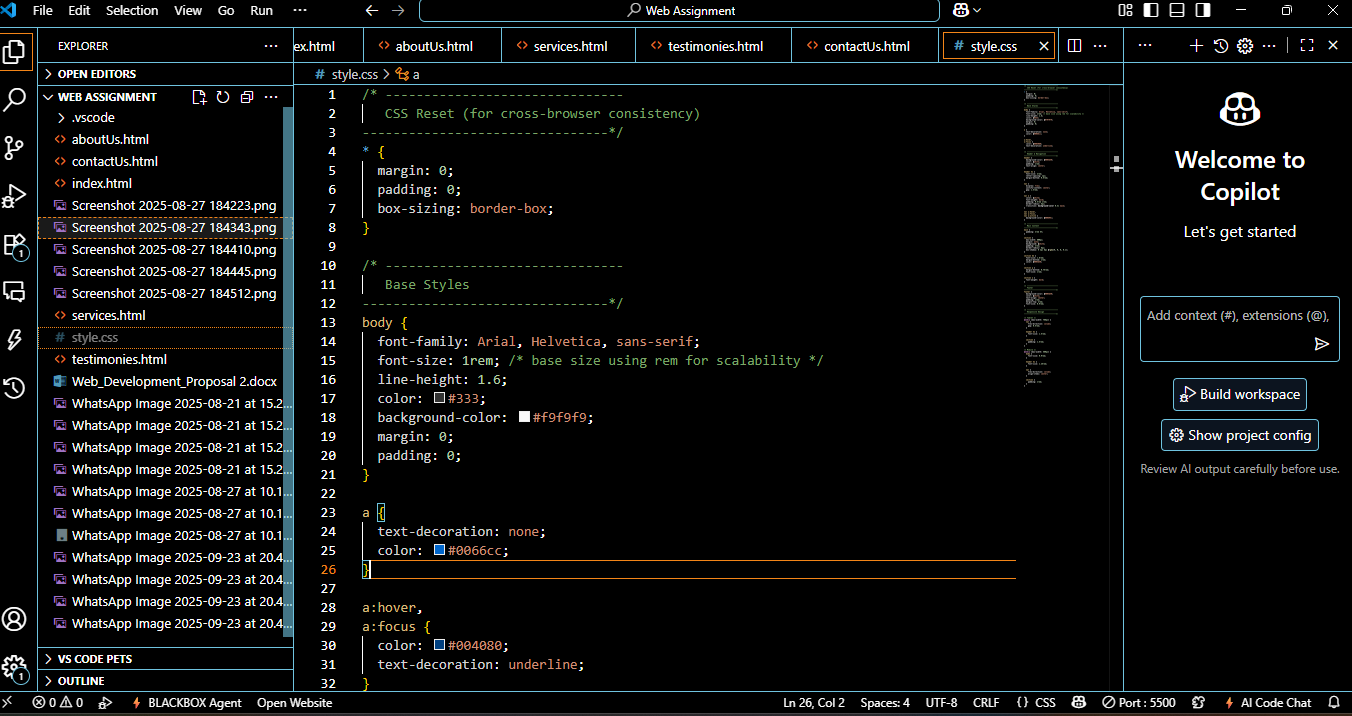 File Edit Selection View Go Run ···
Web Assignment
EXPLORER
ex.html
aboutUs.html
services.html
testimonies.html
contactUs.html
# style.css
OPEN EDITORS
WEB ASSIGNMENT
.vscode
aboutUs.html
contactUs.html
index.html
Screenshot 2025-08-27 184223.png
Screenshot 2025-08-27 184343.png
Screenshot 2025-08-27 184410.png
Screenshot 2025-08-27 184445.png
Screenshot 2025-08-27 184512.png
services.html
# style.css
testimonies.html
Web_Development_Proposal 2.docx
WhatsApp Image 2025-08-21 at 15.2...
WhatsApp Image 2025-08-21 at 15.2...
WhatsApp Image 2025-08-21 at 15.2...
WhatsApp Image 2025-08-21 at 15.2...
WhatsApp Image 2025-08-27 at 10.1...
WhatsApp Image 2025-08-27 at 10.1...
WhatsApp Image 2025-08-27 at 10.1...
WhatsApp Image 2025-09-23 at 20.4...
WhatsApp Image 2025-09-23 at 20.4...
WhatsApp Image 2025-09-23 at 20.4...
WhatsApp Image 2025-09-23 at 20.4...
VS CODE PETS
OUTLINE
1
1
# style.css > a
1 /* -------------------------------
2 CSS Reset (for cross-browser consistency)
3 --------------------------------*/
4 * {
5 margin: 0;
6 padding: 0;
7 box-sizing: border-box;
8 }
9
10 /* -------------------------------
11 Base Styles
12 --------------------------------*/
13 body {
14 font-family: Arial, Helvetica, sans-serif;
15 font-size: 1rem; /* base size using rem for scalability */
16 line-height: 1.6;
17 color: #333;
18 background-color: #f9f9f9;
19 margin: 0;
20 padding: 0;
21 }
22
23 a {
24 text-decoration: none;
25 color: #0066cc;
26 }
27
28 a:hover,
29 a:focus {
30 color: #004080;
31 text-decoration: underline;
32 }
Welcome to
Copilot
Let's get started
Add context (#), extensions (@),
Build workspace
Show project config
Review AI output carefully before use.
0 0 BLACKBOX Agent Open Website Ln 26, Col 2 Spaces: 4 UTF-8 CRLF {} CSS Port : 5500 AI Code Chat